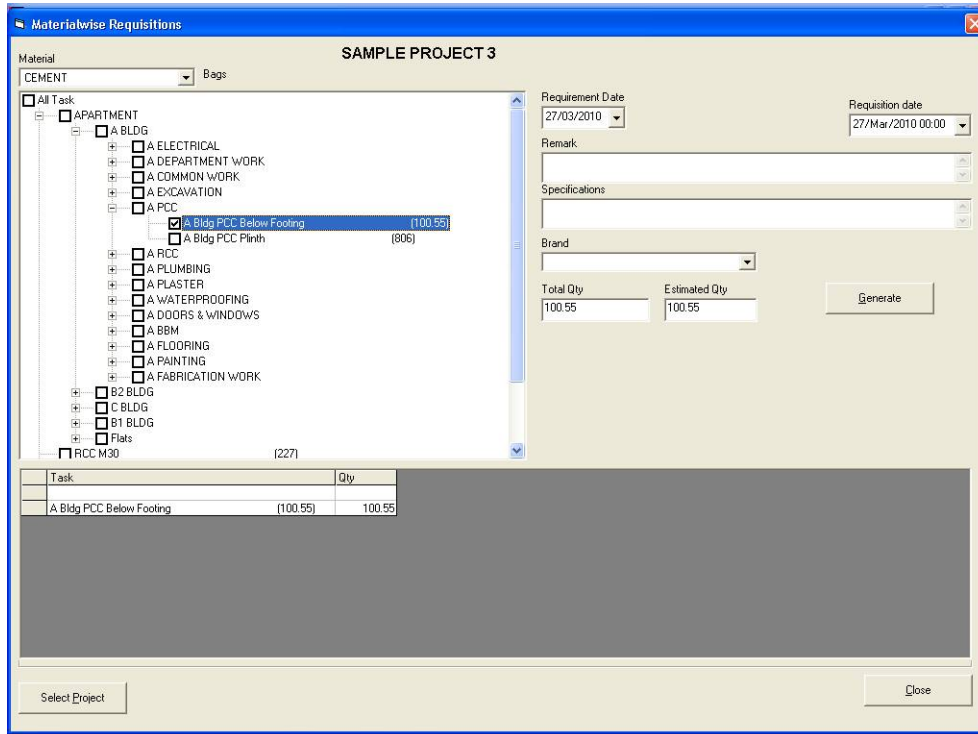 Materialwise Requisitions
SAMPLE PROJECT 3
Material
CEMENT Bags
All Task
APARTMENT
A BLDG
A ELECTRICAL
A DEPARTMENT WORK
A COMMON WORK
A EXCAVATION
A PCC
A Bldg PCC Below Footing (100.55)
A Bldg PCC Plinth (806)
A RCC
A PLUMBING
A PLASTER
A WATERPROOFING
A DOORS & WINDOWS
A BBM
A FLOORING
A PAINTING
A FABRICATION WORK
B2 BLDG
C BLDG
B1 BLDG
Flats
RCC M30 (227)
Requirement Date
27/03/2010
Requisition date
27/Mar/2010 00:00
Remark
Specifications
Brand
Total Qty Estimated Qty
100.55 100.55
Generate
Task Qty
A Bldg PCC Below Footing (100.55) 100.55
Select Project
Close